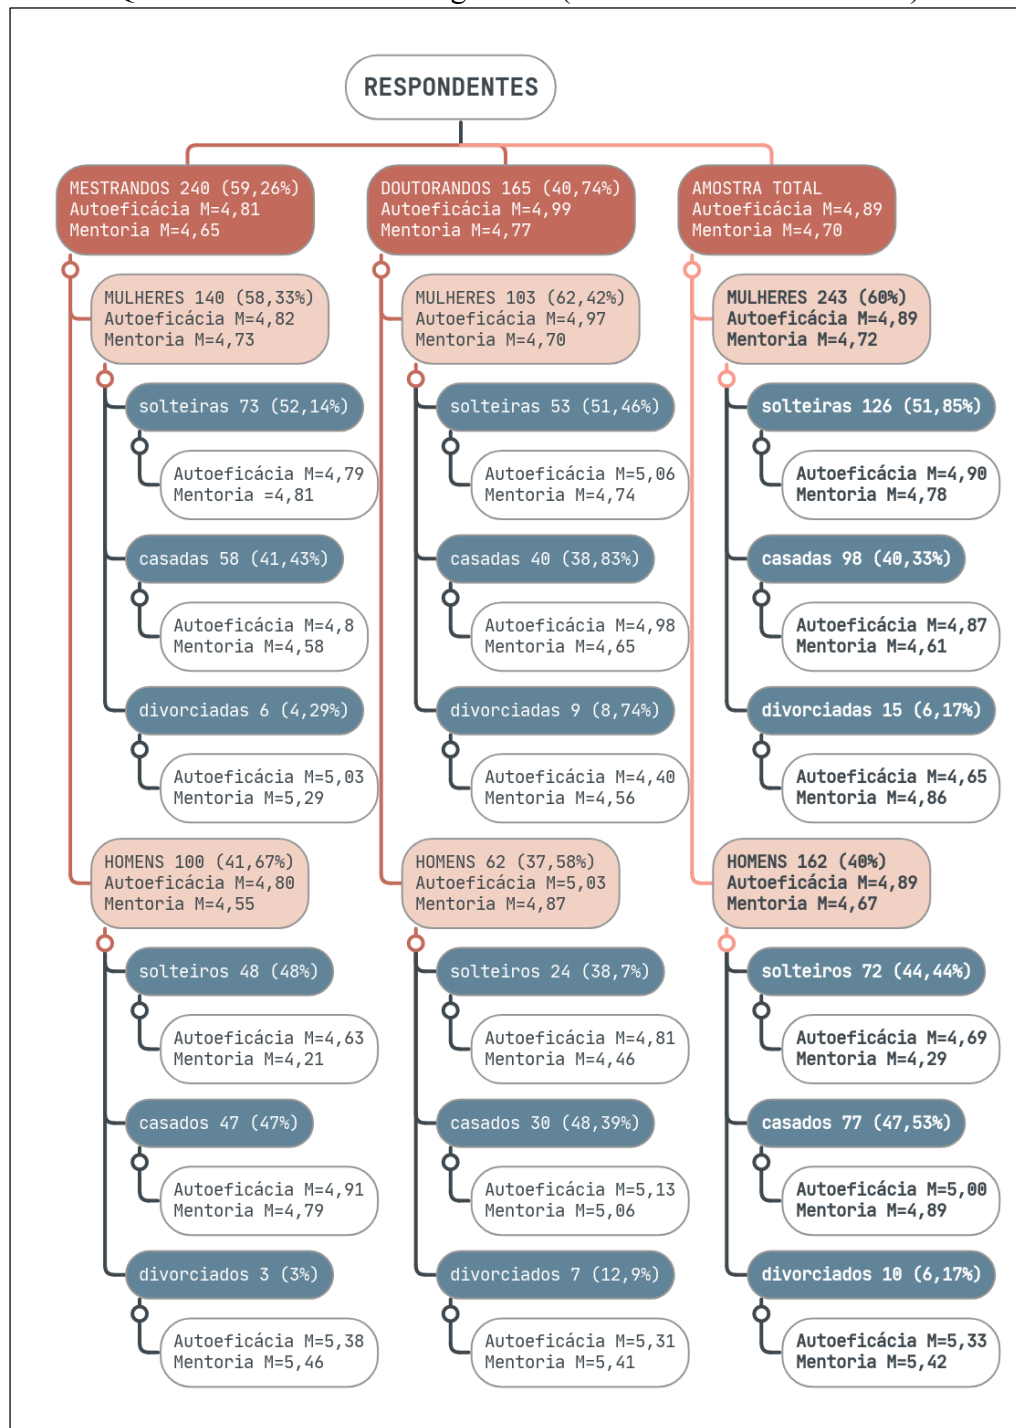 RESPONDENTES
MESTRANDOS 240 (59,26%)
Autoeficácia M=4,81
Mentoria M=4,65
MULHERES 140 (58,33%)
Autoeficácia M=4,82
Mentoria M=4,73
solteiras 73 (52,14%)
Autoeficácia M=4,79
Mentoria =4,81
casadas 58 (41,43%)
Autoeficácia M=4,8
Mentoria M=4,58
divorciadas 6 (4,29%)
Autoeficácia M=5,03
Mentoria M=5,29
HOMENS 100 (41,67%)
Autoeficácia M=4,80
Mentoria M=4,55
solteiros 48 (48%)
Autoeficácia M=4,63
Mentoria M=4,21
casados 47 (47%)
Autoeficácia M=4,91
Mentoria M=4,79
divorciados 3 (3%)
Autoeficácia M=5,38
Mentoria M=5,46
DOUTORANDOS 165 (40,74%)
Autoeficácia M=4,99
Mentoria M=4,77
MULHERES 103 (62,42%)
Autoeficácia M=4,97
Mentoria M=4,70
solteiras 53 (51,46%)
Autoeficácia M=5,06
Mentoria M=4,74
casadas 40 (38,83%)
Autoeficácia M=4,98
Mentoria M=4,65
divorciadas 9 (8,74%)
Autoeficácia M=4,40
Mentoria M=4,56
HOMENS 62 (37,58%)
Autoeficácia M=5,03
Mentoria M=4,87
solteiros 24 (38,7%)
Autoeficácia M=4,81
Mentoria M=4,46
casados 30 (48,39%)
Autoeficácia M=5,13
Mentoria M=5,06
divorciados 7 (12,9%)
Autoeficácia M=5,31
Mentoria M=5,41
AMOSTRA TOTAL
Autoeficácia M=4,89
Mentoria M=4,70
MULHERES 243 (60%)
Autoeficácia M=4,89
Mentoria M=4,72
solteiras 126 (51,85%)
Autoeficácia M=4,90
Mentoria M=4,78
casadas 98 (40,33%)
Autoeficácia M=4,87
Mentoria M=4,61
divorciadas 15 (6,17%)
Autoeficácia M=4,65
Mentoria M=4,86
HOMENS 162 (40%)
Autoeficácia M=4,89
Mentoria M=4,67
solteiros 72 (44,44%)
Autoeficácia M=4,69
Mentoria M=4,29
casados 77 (47,53%)
Autoeficácia M=5,00
Mentoria M=4,89
divorciados 10 (6,17%)
Autoeficácia M=5,33
Mentoria M=5,42